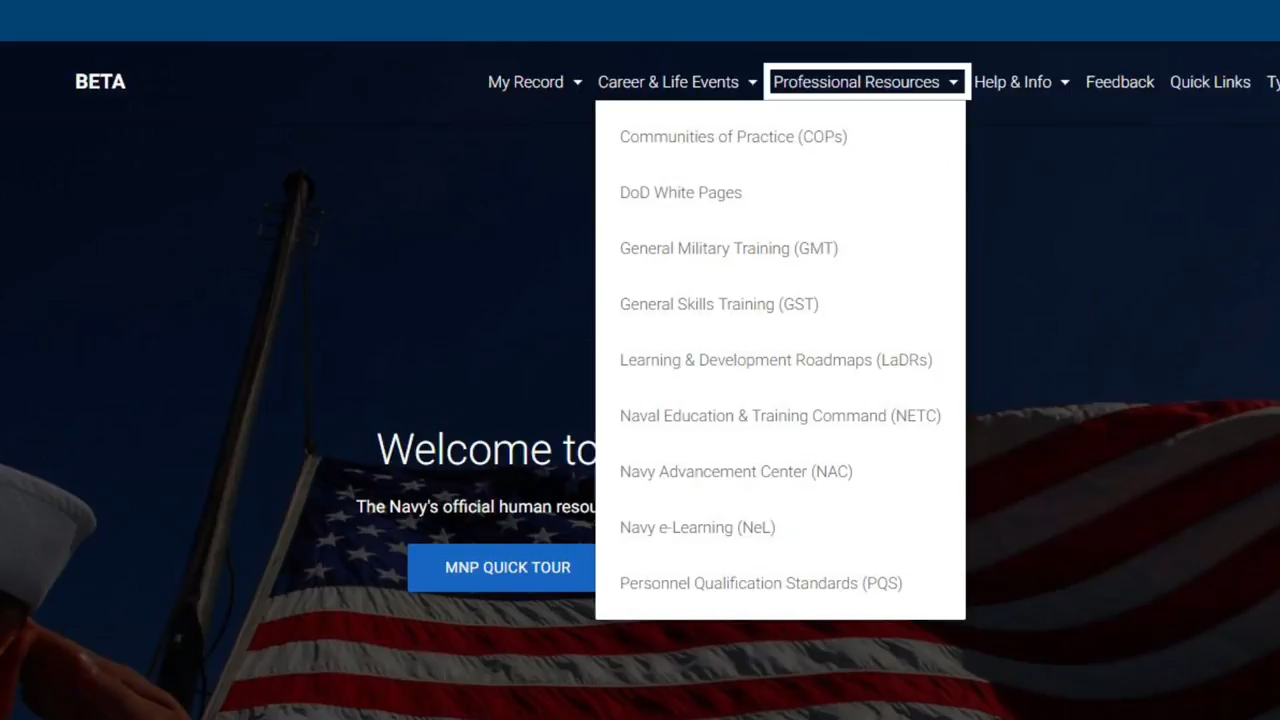 BETA
My Record
Career & Life Events
Professional Resources
Help & Info
Feedback
Quick Links
Communities of Practice (COPs)
DoD White Pages
General Military Training (GMT)
General Skills Training (GST)
Learning & Development Roadmaps (LaDRs)
Naval Education & Training Command (NETC)
Navy Advancement Center (NAC)
Navy e-Learning (NeL)
Personnel Qualification Standards (PQS)
Welcome to
The Navy's official human resou
MNP QUICK TOUR